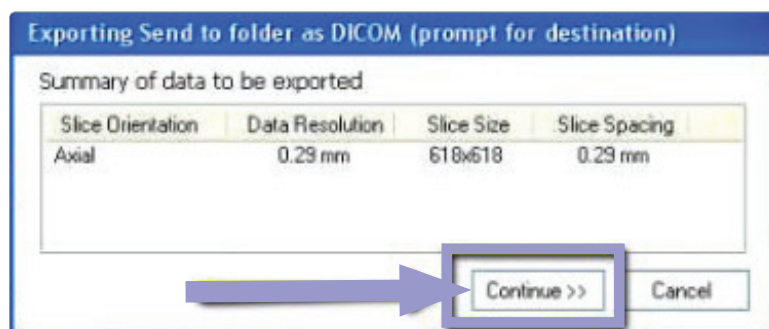 Exporting Send to folder as DICOM (prompt for destination)
Summary of data to be exported
Slice Orientation Data Resolution Slice Size Slice Spacing
Axial 0.29 mm 618x618 0.29 mm
Continue >> Cancel